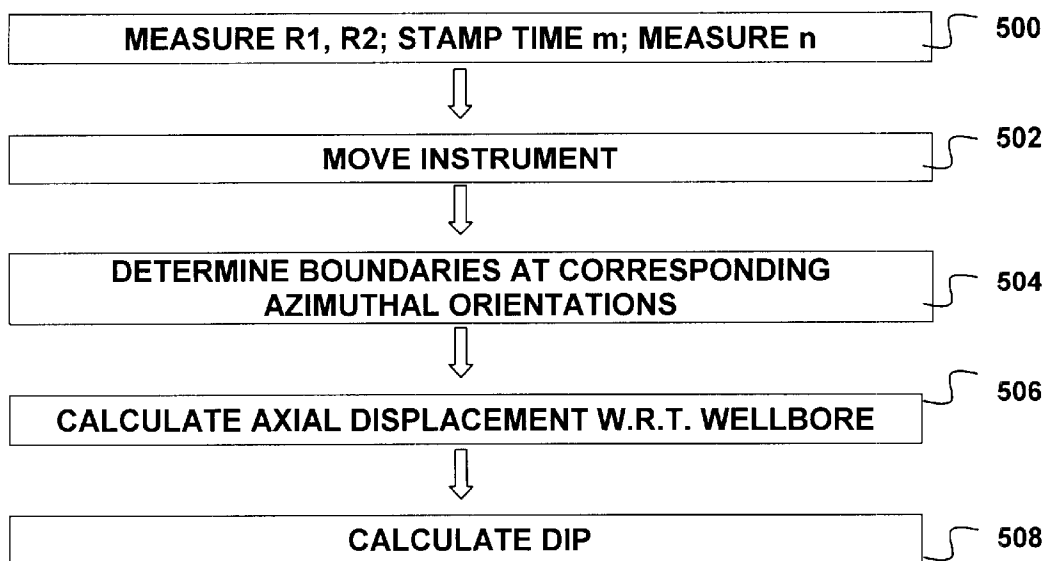 MEASURE R1, R2; STAMP TIME m; MEASURE n
500
MOVE INSTRUMENT
502
DETERMINE BOUNDARIES AT CORRESPONDING
AZIMUTHAL ORIENTATIONS
504
CALCULATE AXIAL DISPLACEMENT W.R.T. WELLBORE
506
CALCULATE DIP
508